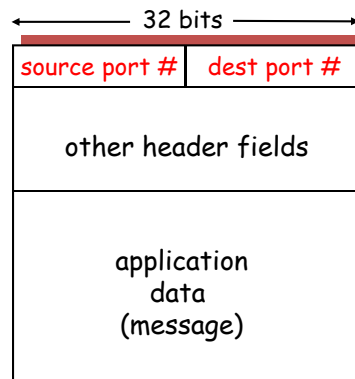 32 bits
source port # dest port #
other header fields
application
data
(message)